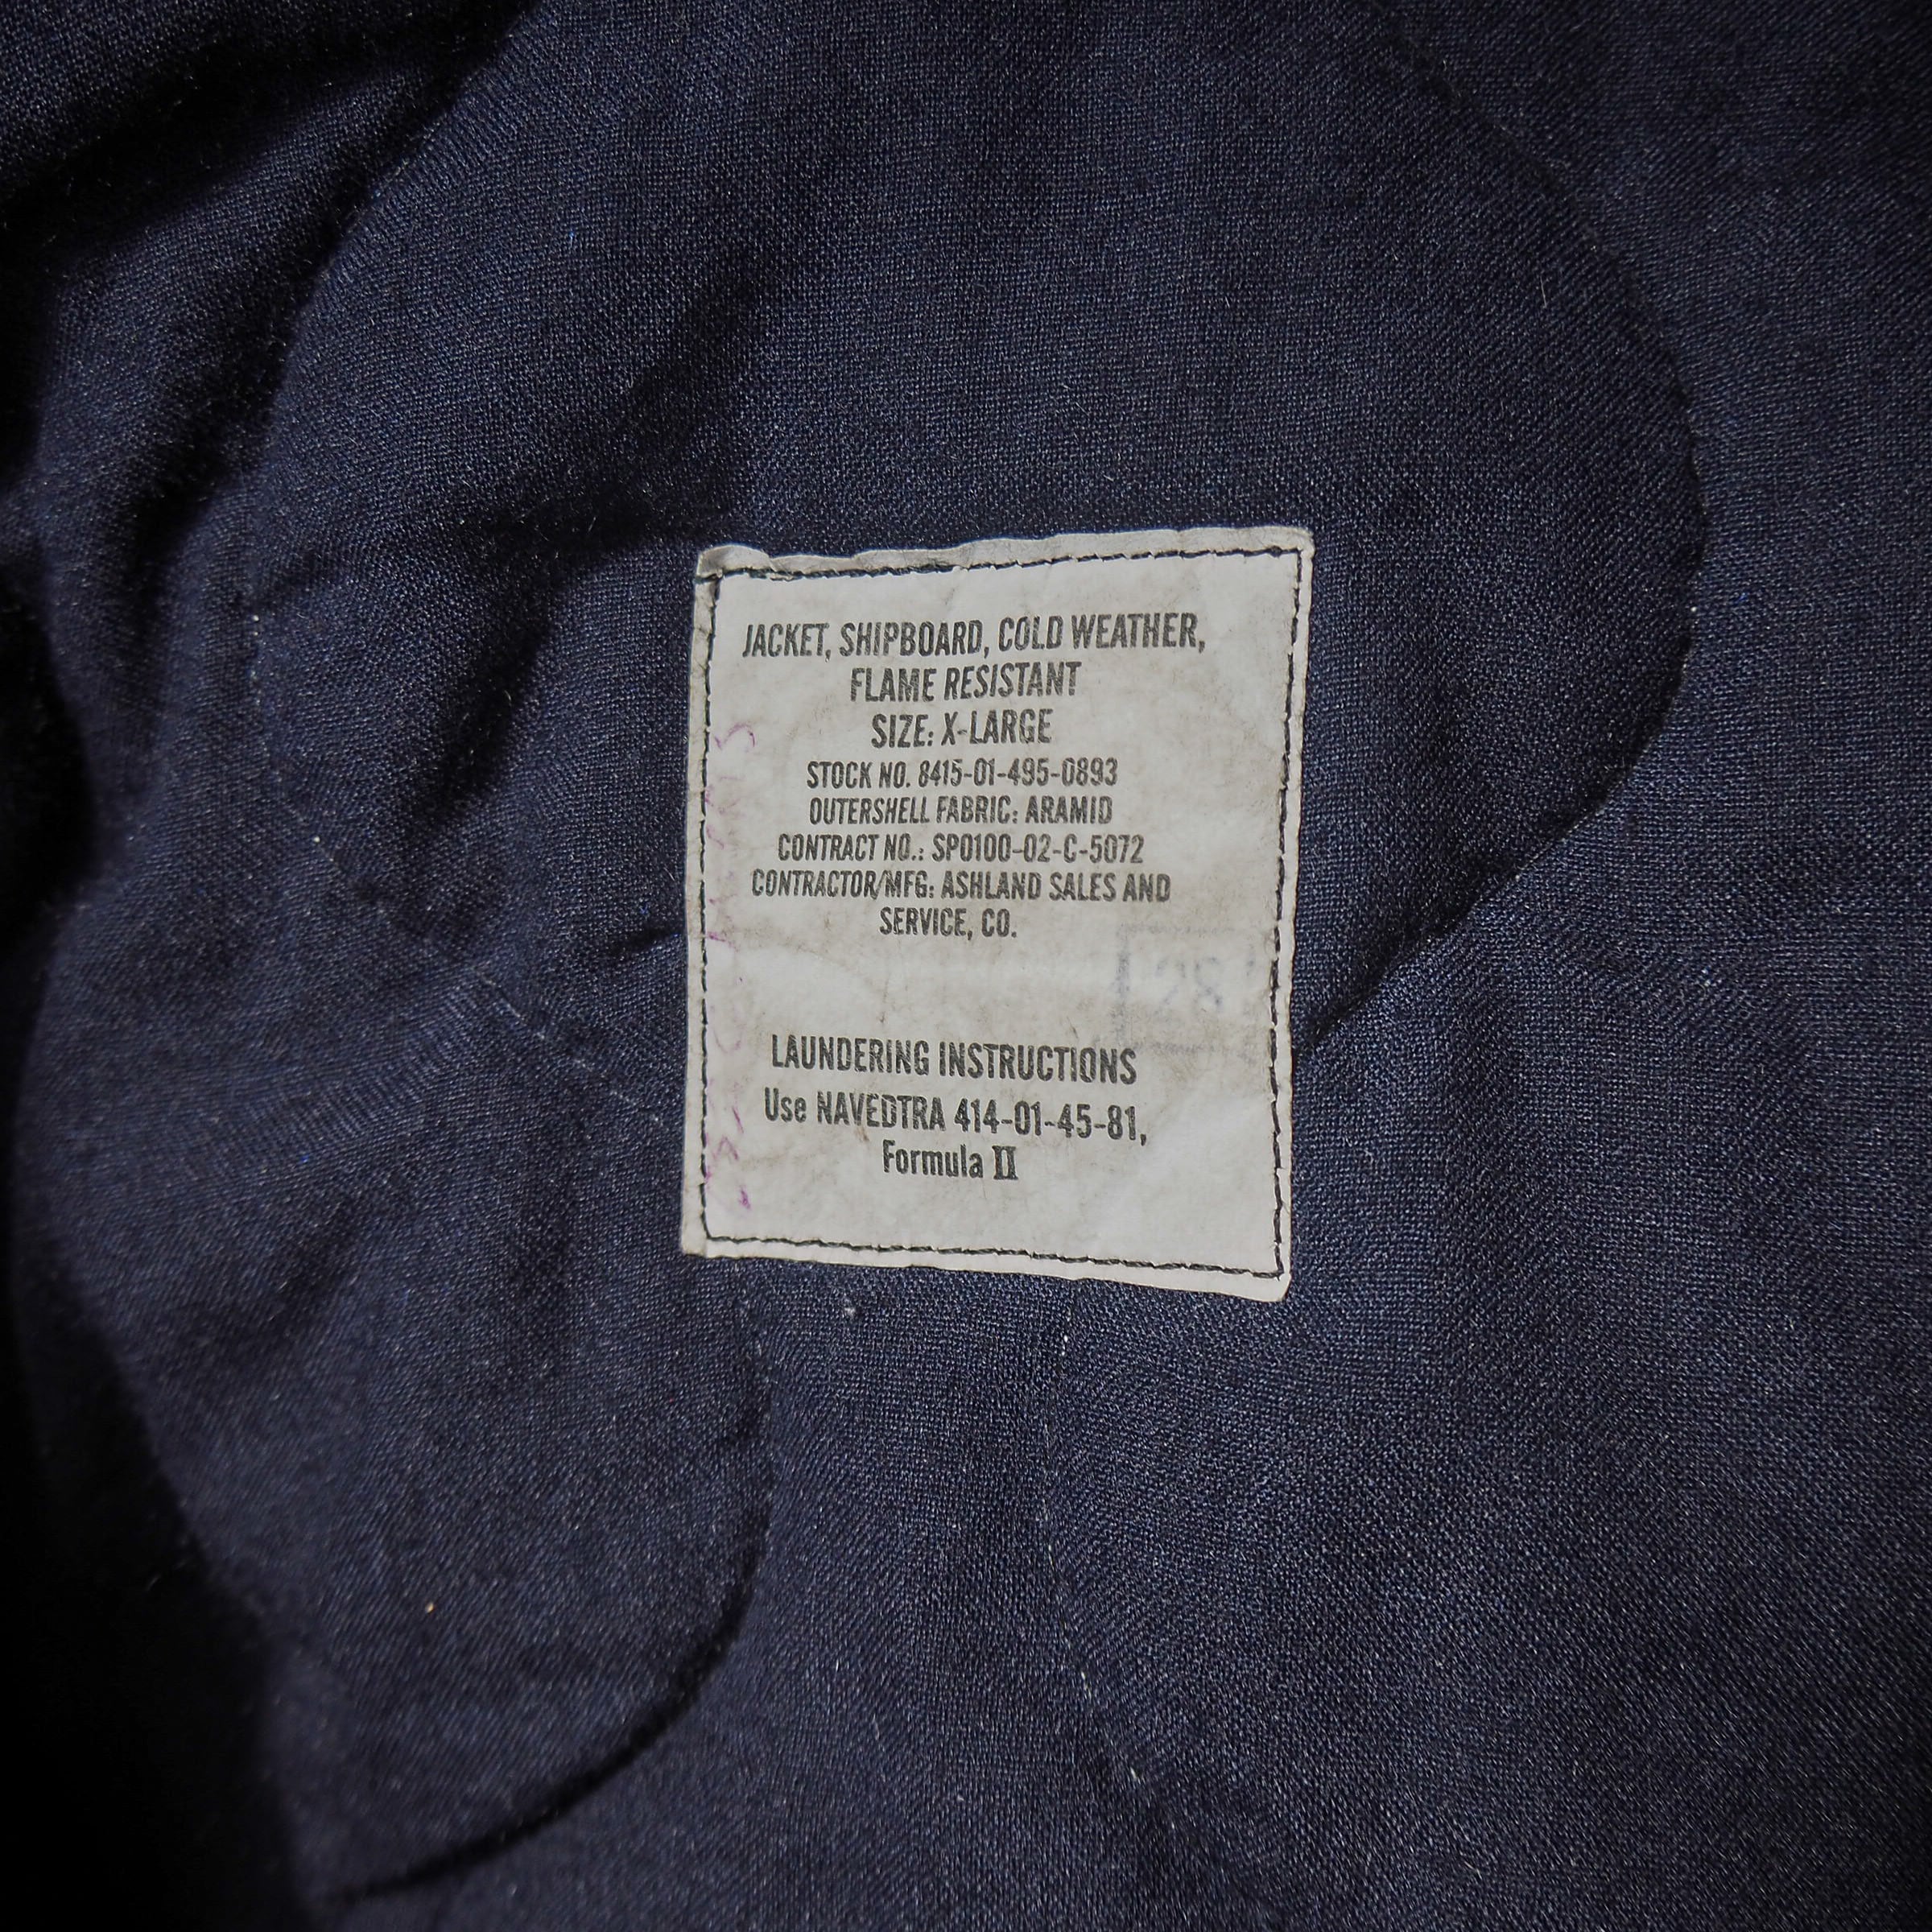 JACKET, SHIPBOARD, COLD WEATHER,
FLAME RESISTANT
SIZE: X-LARGE
STOCK NO. 8415-01-495-0893
OUTERSHELL FABRIC: ARAMID
CONTRACT NO.: SP0100-02-C-5072
CONTRACTOR/MFG: ASHLAND SALES AND
SERVICE, CO.
LAUNDERING INSTRUCTIONS
Use NAVEDTRA 414-01-45-81,
Formula II